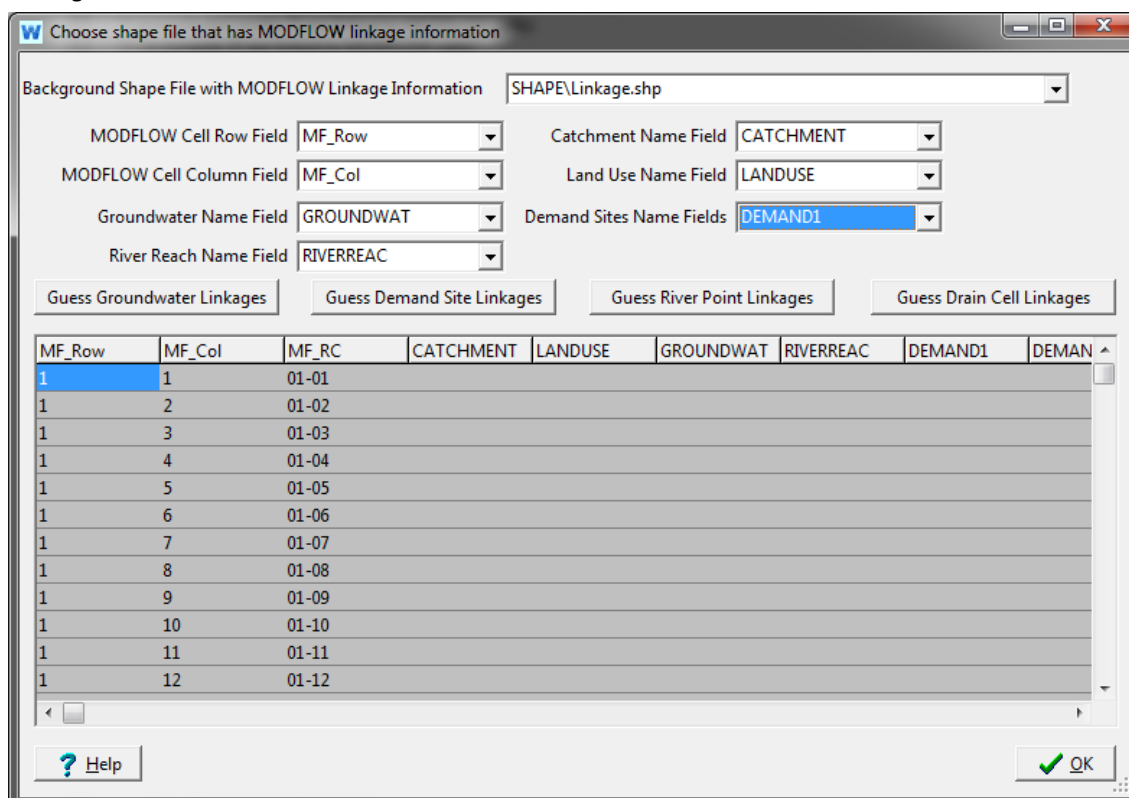 W Choose shape file that has MODFLOW linkage information
Background Shape File with MODFLOW Linkage Information SHAPE\Linkage.shp
MODFLOW Cell Row Field MF_Row Catchment Name Field CATCHMENT
MODFLOW Cell Column Field MF_Col Land Use Name Field LANDUSE
Groundwater Name Field GROUNDWAT Demand Sites Name Fields DEMAND1
River Reach Name Field RIVERREAC
Guess Groundwater Linkages Guess Demand Site Linkages Guess River Point Linkages Guess Drain Cell Linkages
MF_Row MF_Col MF_RC CATCHMENT LANDUSE GROUNDWAT RIVERREAC DEMAND1 DEMAN
1 1 01-01
1 2 01-02
1 3 01-03
1 4 01-04
1 5 01-05
1 6 01-06
1 7 01-07
1 8 01-08
1 9 01-09
1 10 01-10
1 11 01-11
1 12 01-12
? Help OK